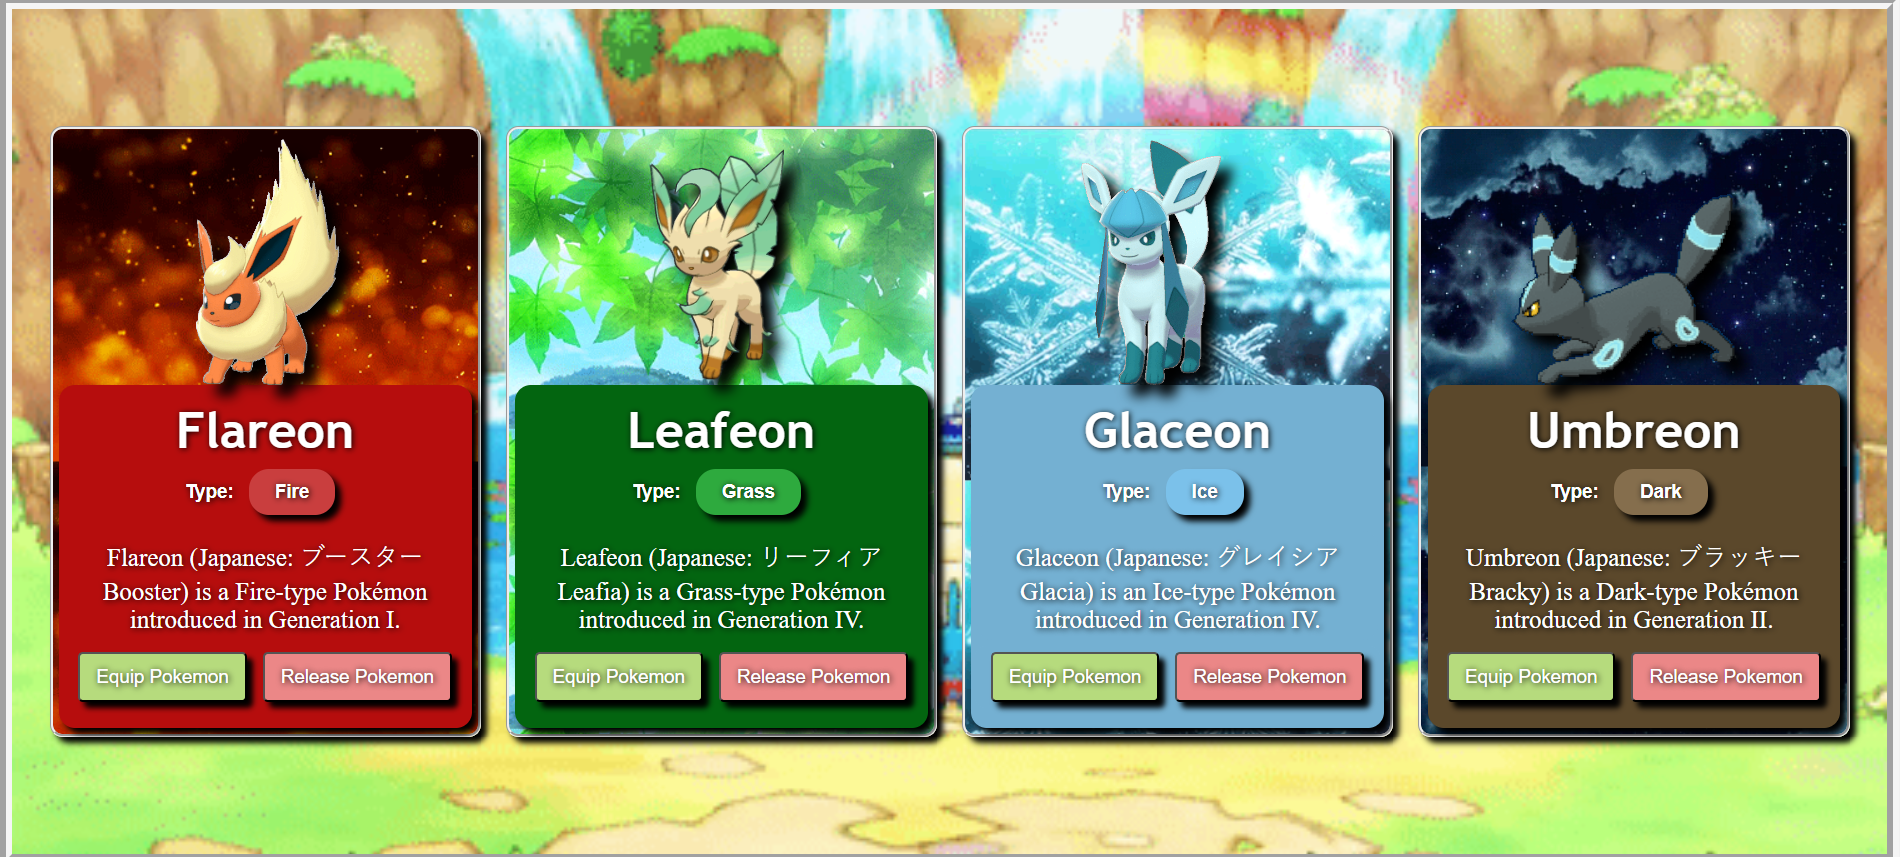 Flareon
Type: Fire
Flareon (Japanese: ブースター
Booster) is a Fire-type Pokémon
introduced in Generation I.
Equip Pokemon Release Pokemon
Leafeon
Type: Grass
Leafeon (Japanese: リーフィア
Leafia) is a Grass-type Pokémon
introduced in Generation IV.
Equip Pokemon Release Pokemon
Glaceon
Type: Ice
Glaceon (Japanese: グレイシア
Glacia) is an Ice-type Pokémon
introduced in Generation IV.
Equip Pokemon Release Pokemon
Umbreon
Type: Dark
Umbreon (Japanese: ブラッキー
Bracky) is a Dark-type Pokémon
introduced in Generation II.
Equip Pokemon Release Pokemon